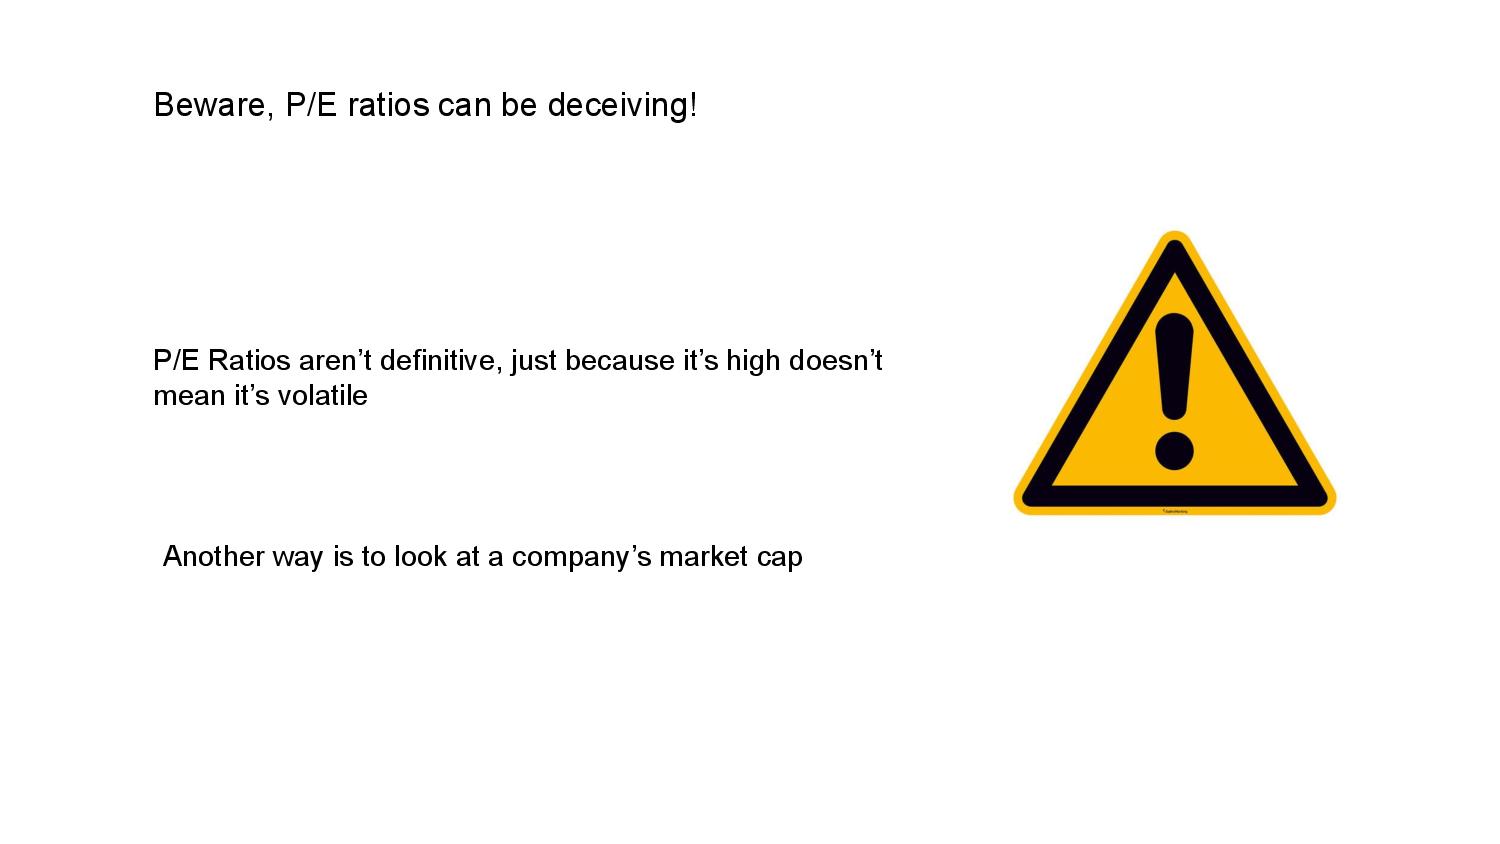 Beware, P/E ratios can be deceiving!
P/E Ratios aren’t definitive, just because it’s high doesn’t
mean it’s volatile
Another way is to look at a company’s market cap